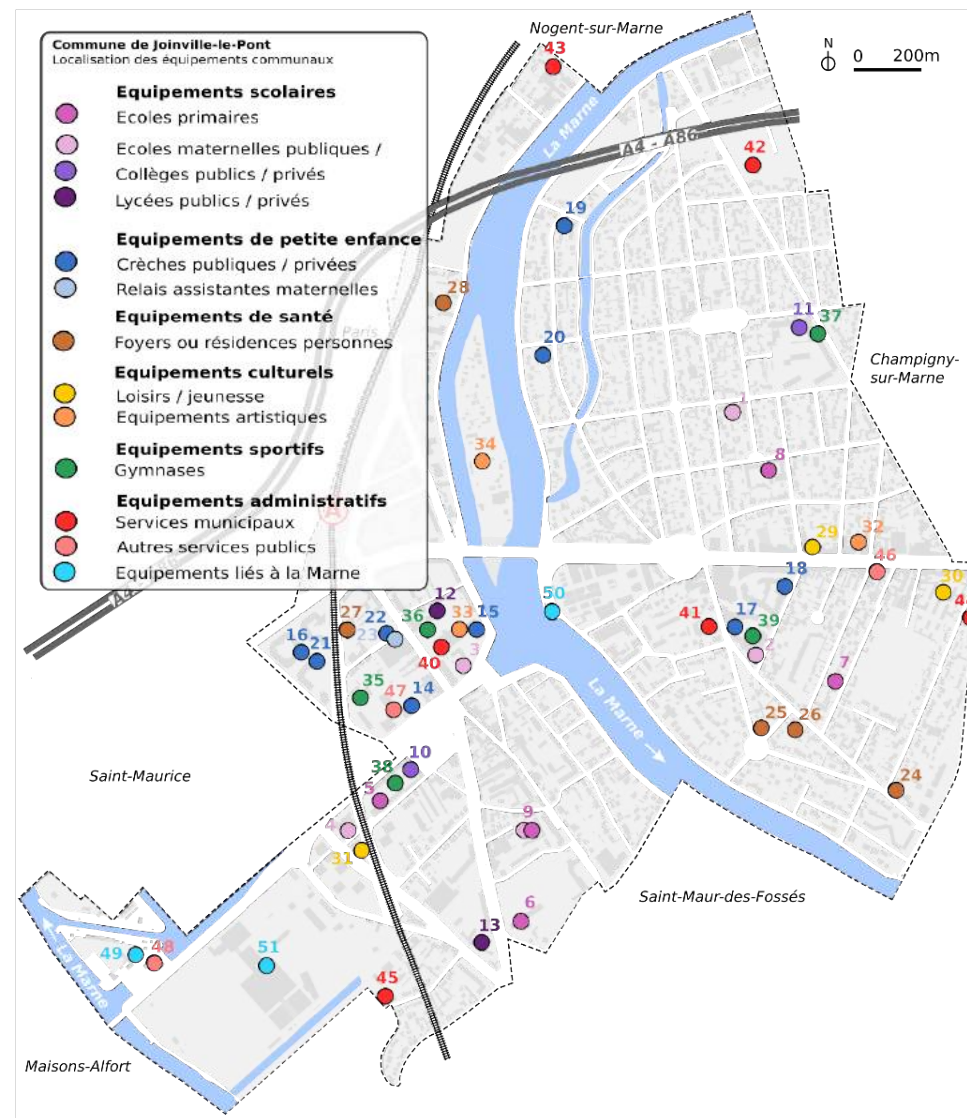 Commune de Joinville-le-Pont
Localisation des équipements communaux
Equipements scolaires
Ecoles primaires
Ecoles maternelles publiques /
Collèges publics / privés
Lycées publics / privés
Equipements de petite enfance
Crèches publiques / privées
Relais assistantes maternelles
Equipements de santé
Foyers ou résidences personnes
Equipements culturels
Loisirs / jeunesse
Equipements artistiques
Equipements sportifs
Gymnases
Equipements administratifs
Services municipaux
Autres services publics
Equipements liés à la Marne
Nogent-sur-Marne
N
0 200m
43
La Marne
A4 - A86
42
19
28
Paris
11
37
20
Champigny-
sur-Marne
1
8
34
A
29
32
46
18
30
12
50
27
22
36
33
15
41
17
39
23
16
21
40
3
2
7
35
47
14
La Marne
25
26
Saint-Maurice
10
38
5
24
4
9
31
Saint-Maur-des-Fossés
6
13
La Marne
49
48
51
45
Maisons-Alfort